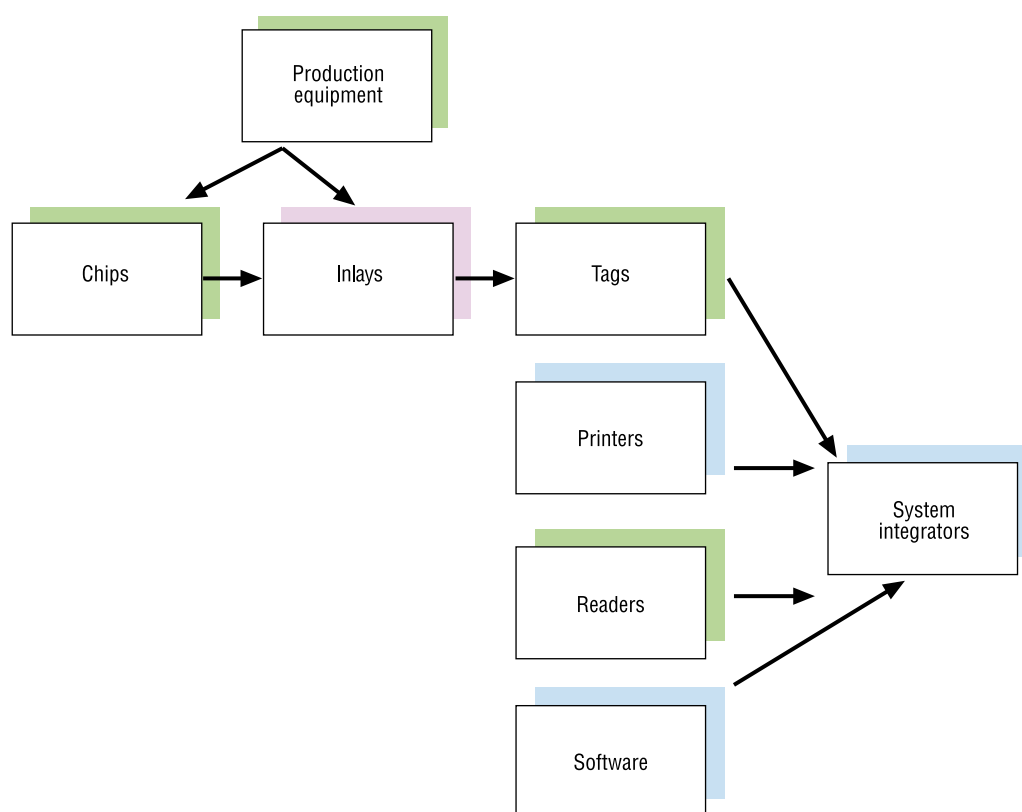 Production
equipment
Chips
Inlays
Tags
Printers
System
integrators
Readers
Software